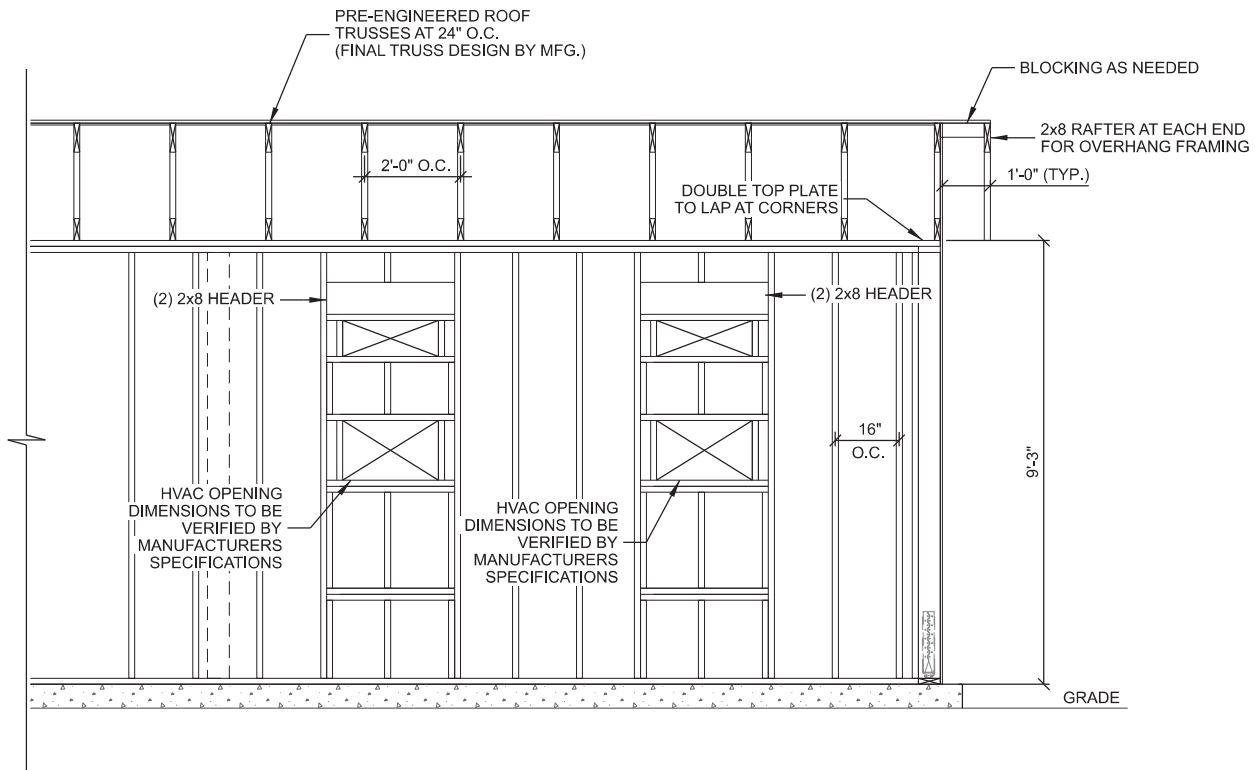 PRE-ENGINEERED ROOF
TRUSSES AT 24" O.C.
(FINAL TRUSS DESIGN BY MFG.)
BLOCKING AS NEEDED
2x8 RAFTER AT EACH END
FOR OVERHANG FRAMING
2'-0" O.C.
1'-0" (TYP.)
DOUBLE TOP PLATE
TO LAP AT CORNERS
(2) 2x8 HEADER
(2) 2x8 HEADER
16"
O.C.
9'-3"
HVAC OPENING
DIMENSIONS TO BE
VERIFIED BY
MANUFACTURERS
SPECIFICATIONS
HVAC OPENING
DIMENSIONS TO BE
VERIFIED BY
MANUFACTURERS
SPECIFICATIONS
GRADE